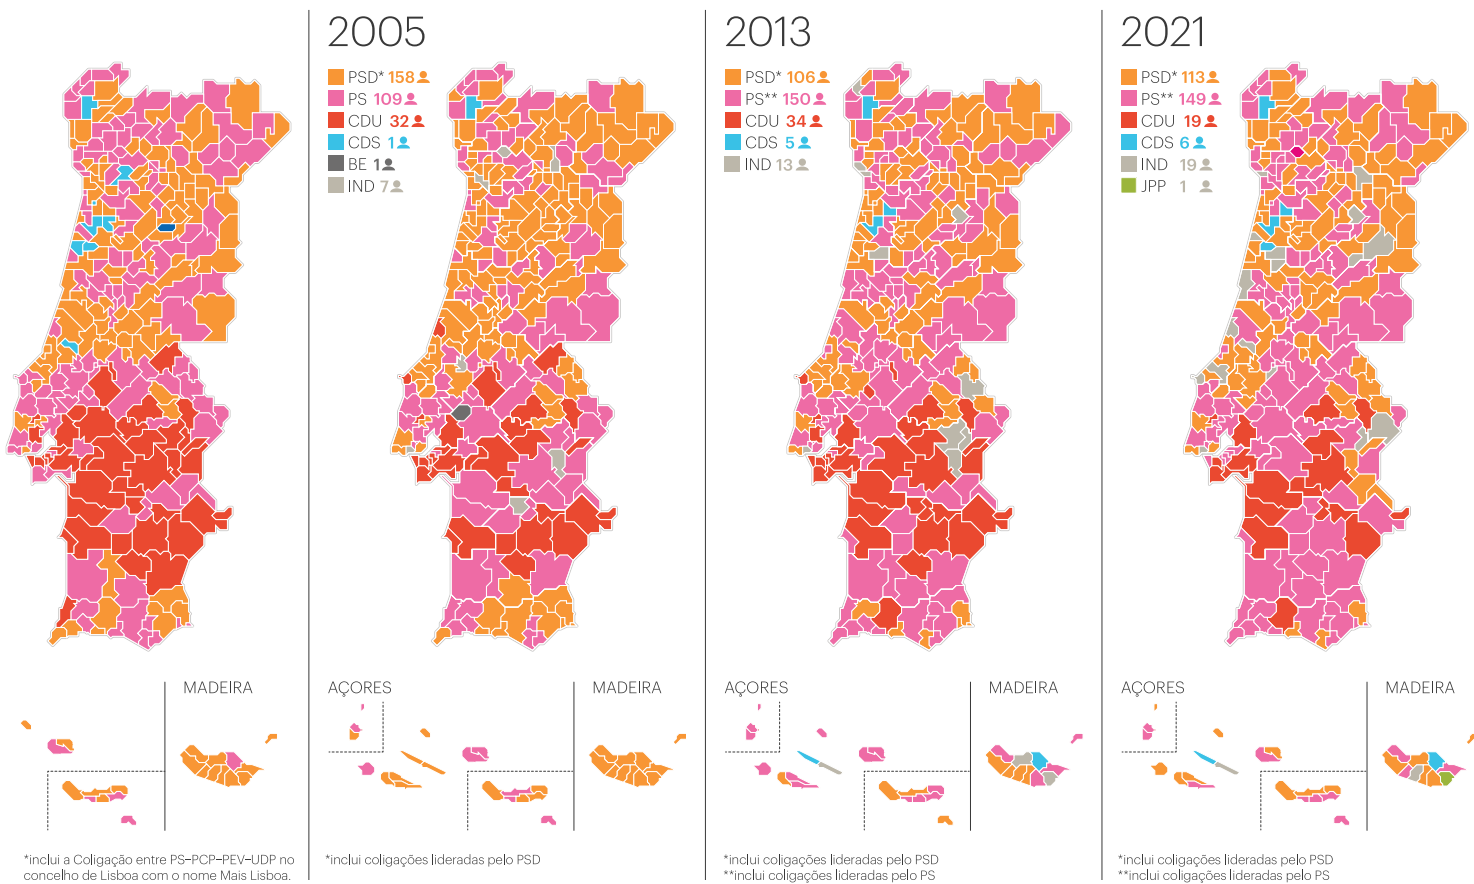 2005
PSD* 158
PS 109
CDU 32
CDS 1
BE 1
IND 7
2013
PSD* 106
PS** 150
CDU 34
CDS 5
IND 13
2021
PSD* 113
PS** 149
CDU 19
CDS 6
IND 19
JPP 1
MADEIRA
AÇORES
MADEIRA
AÇORES
MADEIRA
AÇORES
MADEIRA
*inclui a Coligação entre PS–PCP–PEV–UDP no
concelho de Lisboa com o nome Mais Lisboa.
*inclui coligações lideradas pelo PSD
*inclui coligações lideradas pelo PSD
**inclui coligações lideradas pelo PS
*inclui coligações lideradas pelo PSD
**inclui coligações lideradas pelo PS